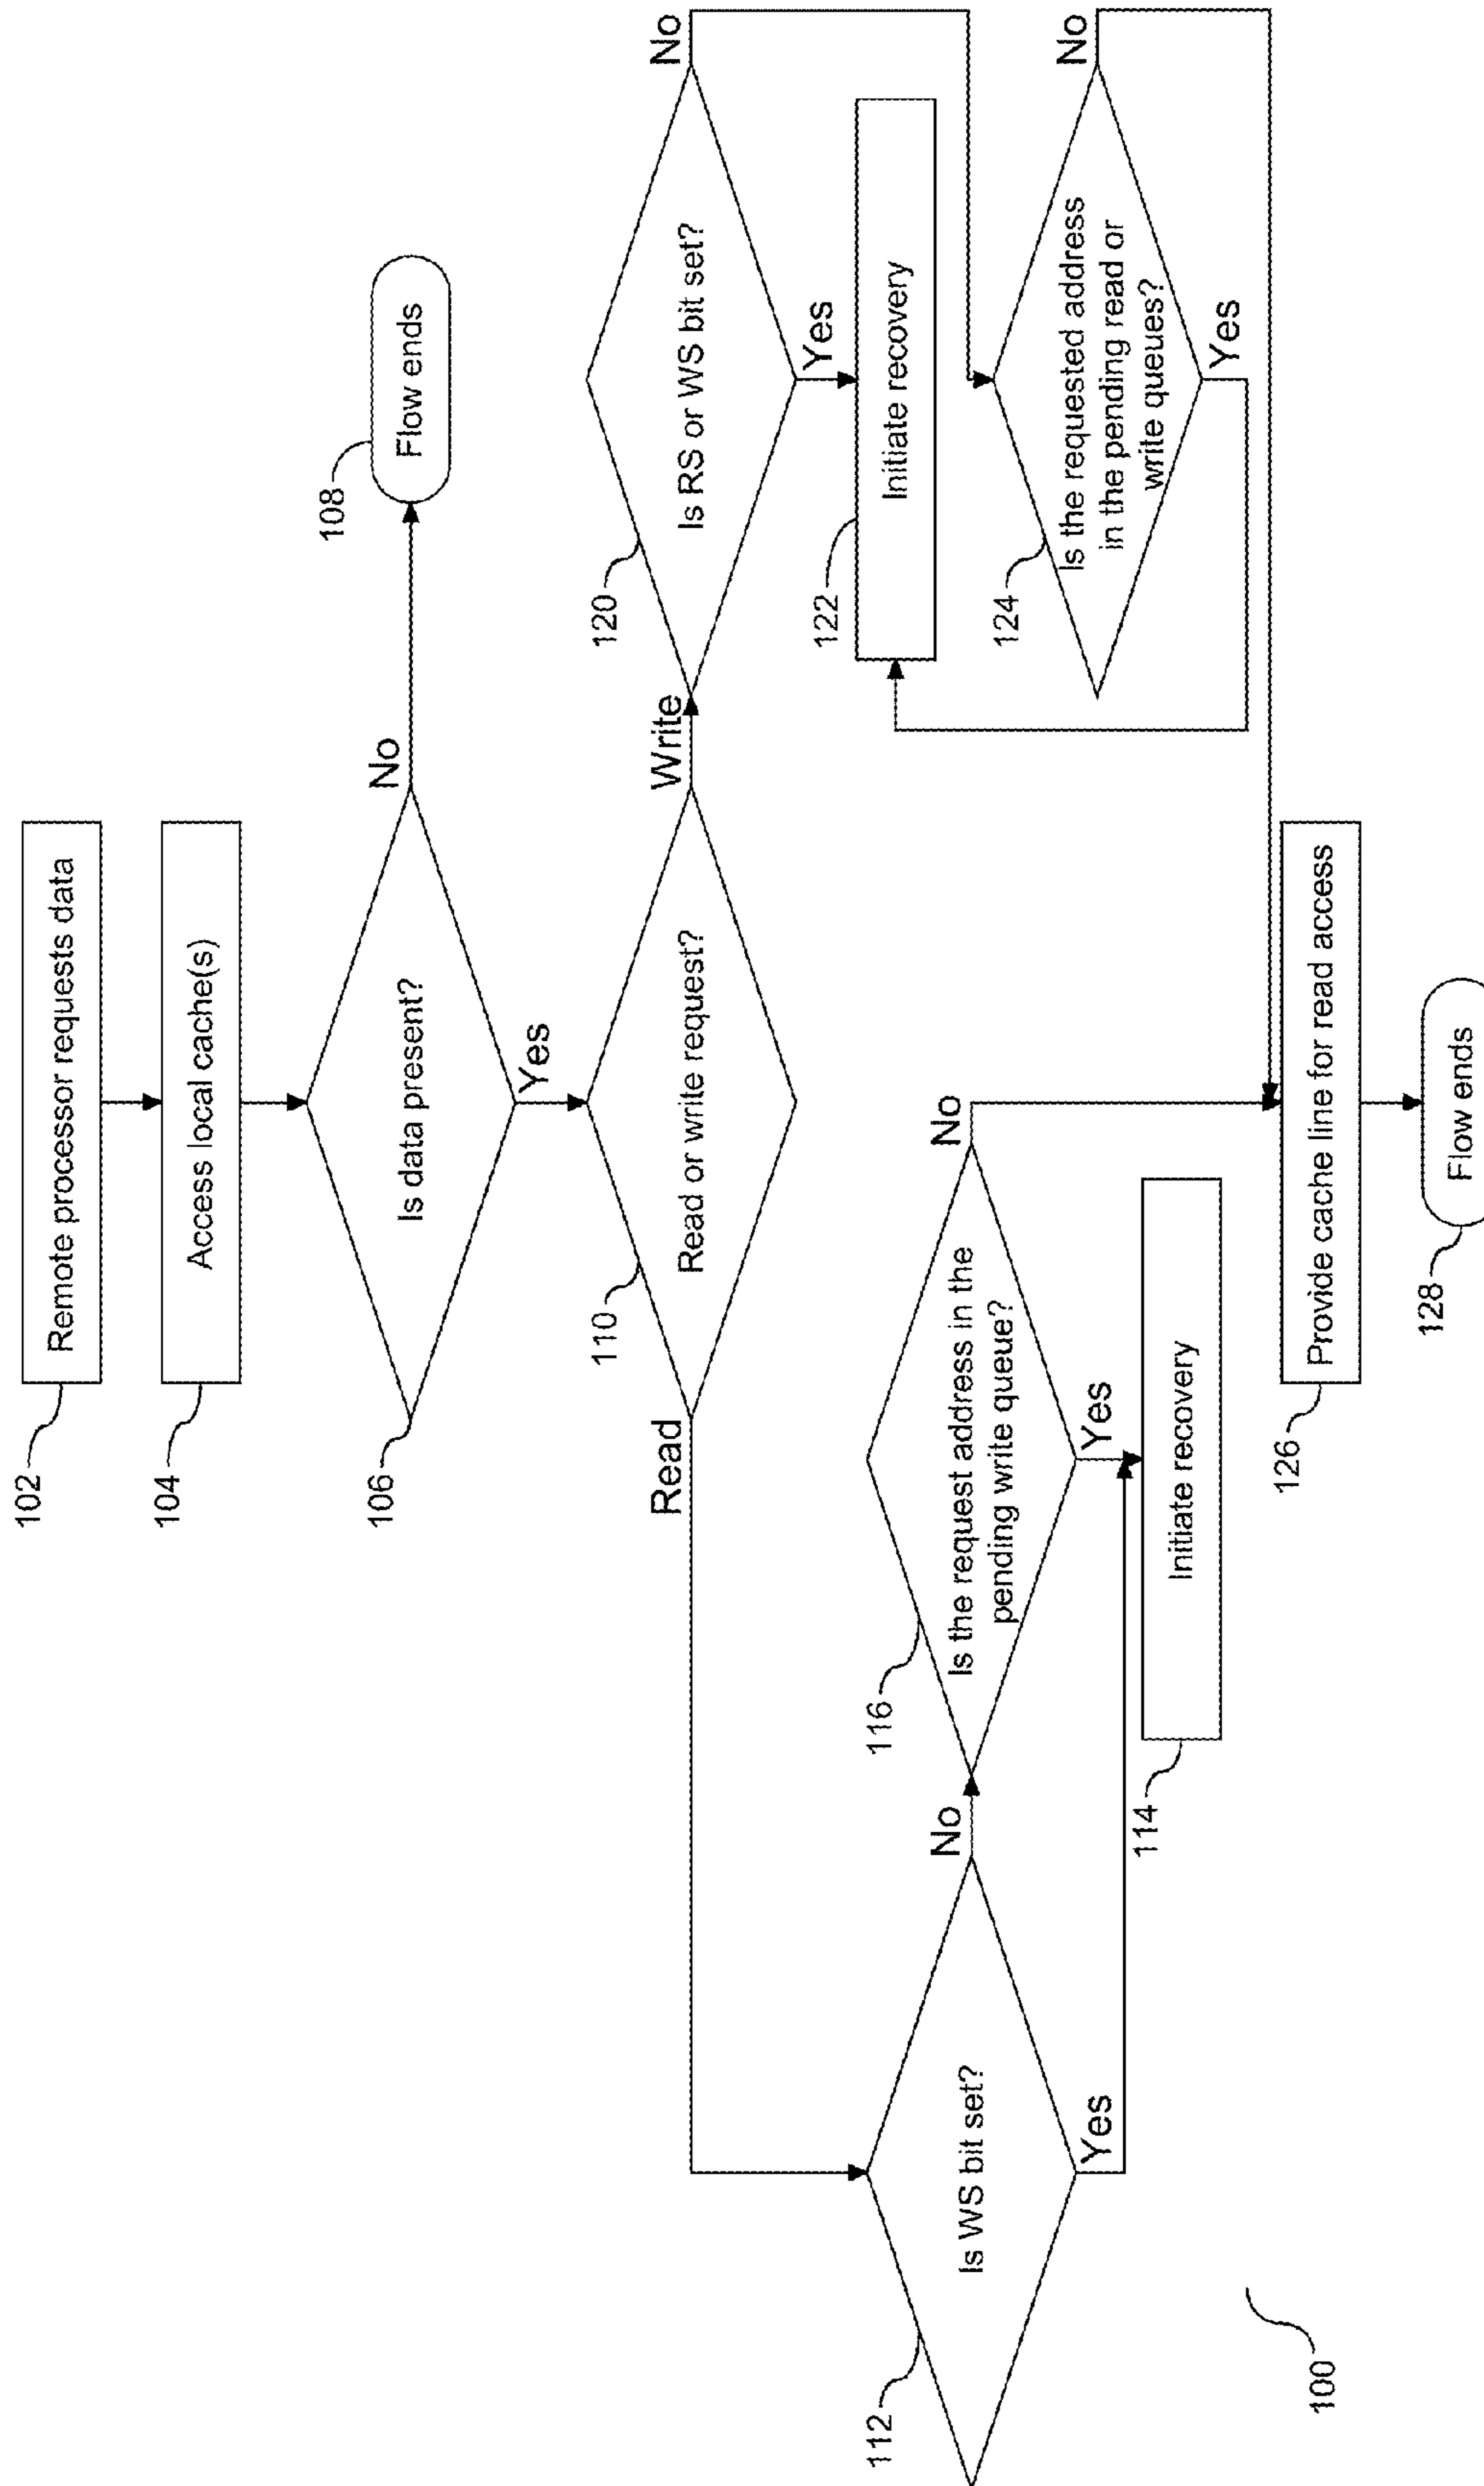 102
Remote processor requests data
104
Access local cache(s)
106
Is data present?
No
108
Flow ends
Yes
110
Read or write request?
Read
Write
120
Is RS or WS bit set?
No
Yes
122
Initiate recovery
124
Is the requested address
in the pending read or
write queues?
No
Yes
112
Is WS bit set?
No
Yes
116
Is the request address in the
pending write queue?
No
Yes
114
Initiate recovery
126
Provide cache line for read access
128
Flow ends
100